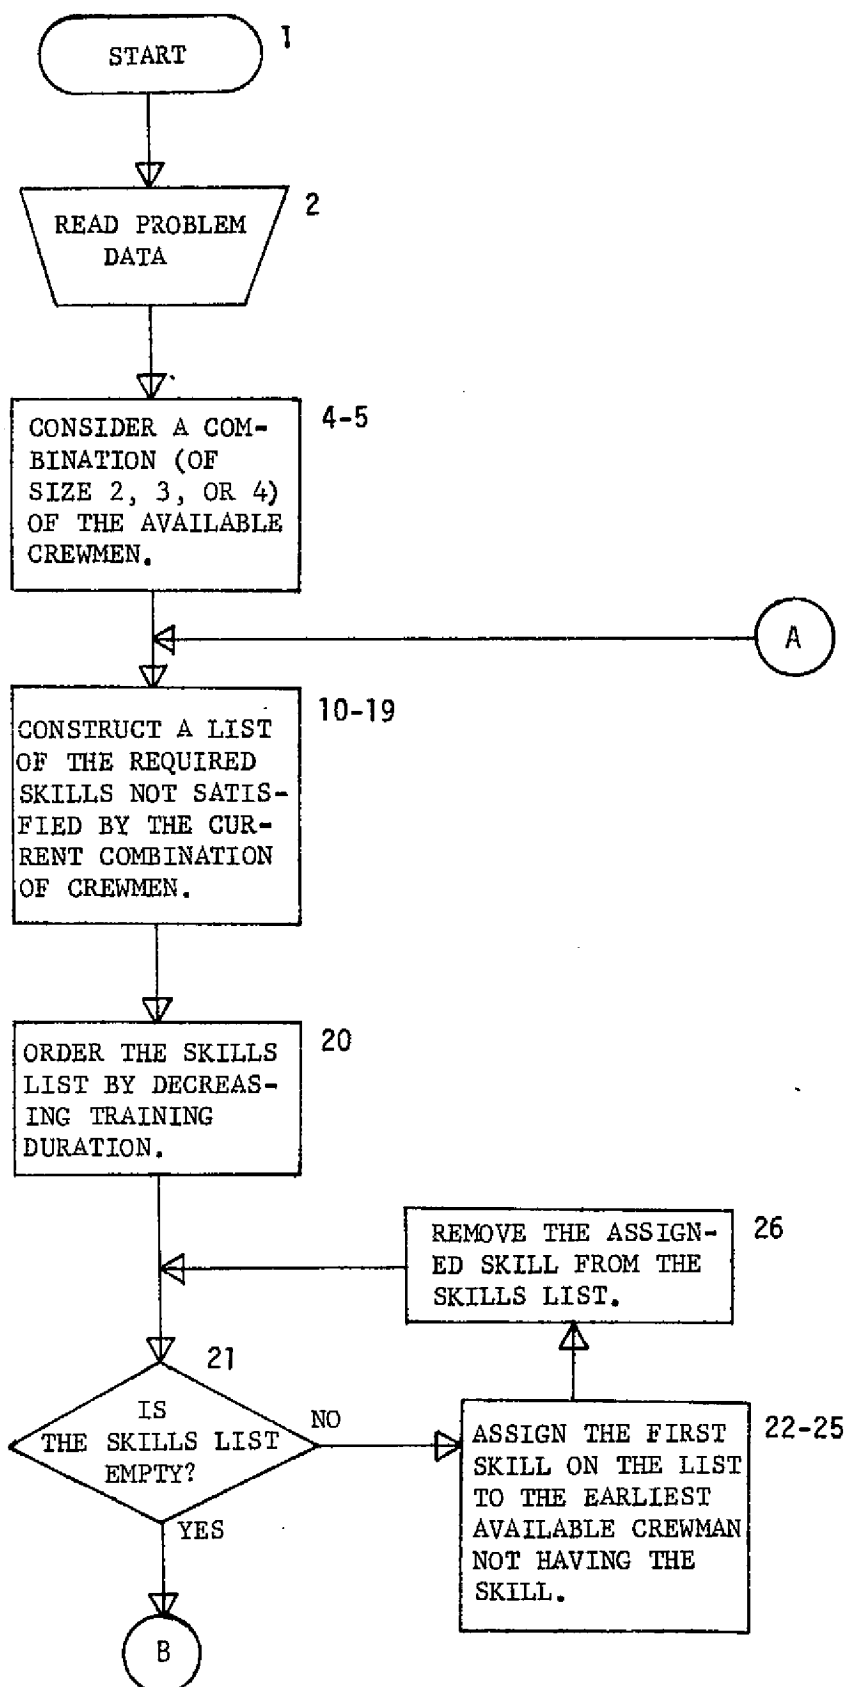 START
1
READ PROBLEM
DATA
2
CONSIDER A COM-
BINATION (OF
SIZE 2, 3, OR 4)
OF THE AVAILABLE
CREWMEN.
4-5
A
CONSTRUCT A LIST
OF THE REQUIRED
SKILLS NOT SATIS-
FIED BY THE CUR-
RENT COMBINATION
OF CREWMEN.
10-19
ORDER THE SKILLS
LIST BY DECREAS-
ING TRAINING
DURATION.
20
REMOVE THE ASSIGN-
ED SKILL FROM THE
SKILLS LIST.
26
21
IS
THE SKILLS LIST
EMPTY?
NO
YES
ASSIGN THE FIRST
SKILL ON THE LIST
TO THE EARLIEST
AVAILABLE CREWMAN
NOT HAVING THE
SKILL.
22-25
B